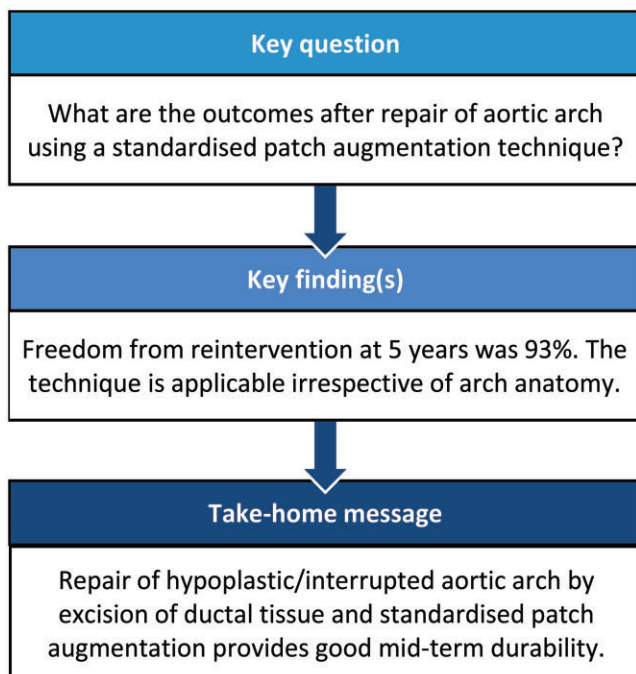 Key question
What are the outcomes after repair of aortic arch
using a standardised patch augmentation technique?
Key finding(s)
Freedom from reintervention at 5 years was 93%. The
technique is applicable irrespective of arch anatomy.
Take-home message
Repair of hypoplastic/interrupted aortic arch by
excision of ductal tissue and standardised patch
augmentation provides good mid-term durability.